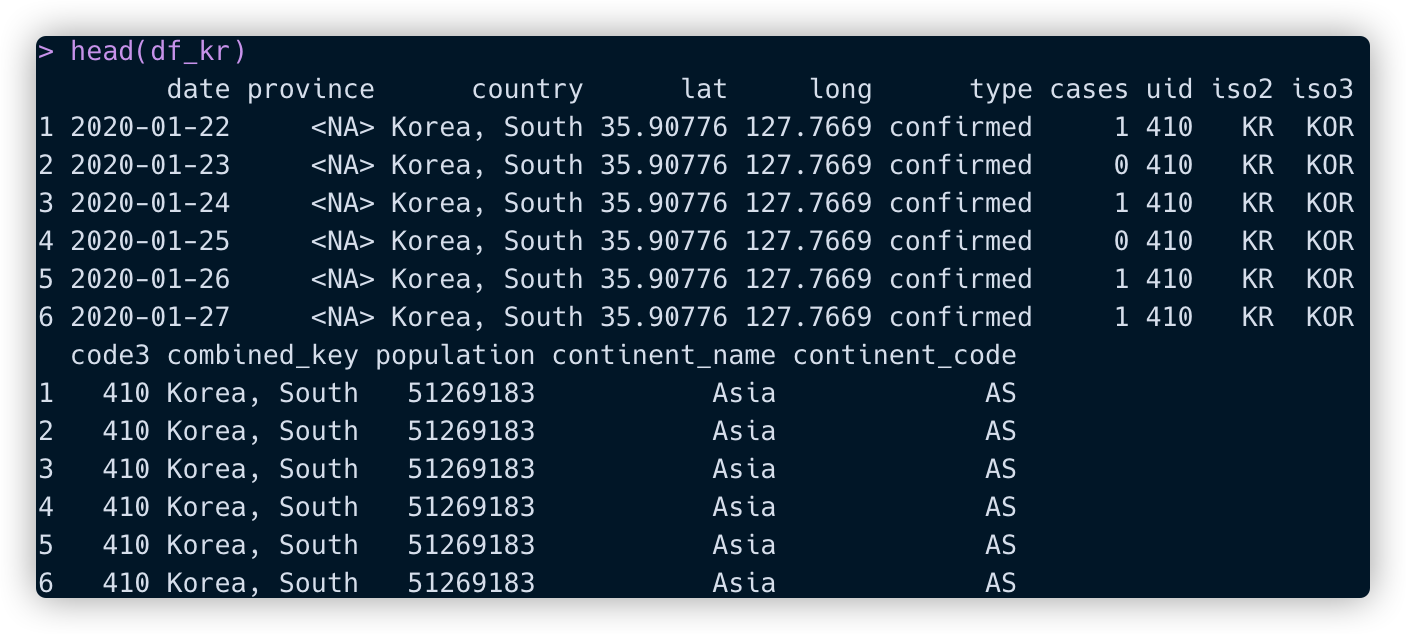 > head(df_kr)
        date province      country      lat     long      type cases uid iso2 iso3
1 2020-01-22     <NA> Korea, South 35.90776 127.7669 confirmed     1 410   KR  KOR
2 2020-01-23     <NA> Korea, South 35.90776 127.7669 confirmed     0 410   KR  KOR
3 2020-01-24     <NA> Korea, South 35.90776 127.7669 confirmed     1 410   KR  KOR
4 2020-01-25     <NA> Korea, South 35.90776 127.7669 confirmed     0 410   KR  KOR
5 2020-01-26     <NA> Korea, South 35.90776 127.7669 confirmed     1 410   KR  KOR
6 2020-01-27     <NA> Korea, South 35.90776 127.7669 confirmed     1 410   KR  KOR
  code3 combined_key population continent_name continent_code
1   410 Korea, South   51269183           Asia             AS
2   410 Korea, South   51269183           Asia             AS
3   410 Korea, South   51269183           Asia             AS
4   410 Korea, South   51269183           Asia             AS
5   410 Korea, South   51269183           Asia             AS
6   410 Korea, South   51269183           Asia             AS